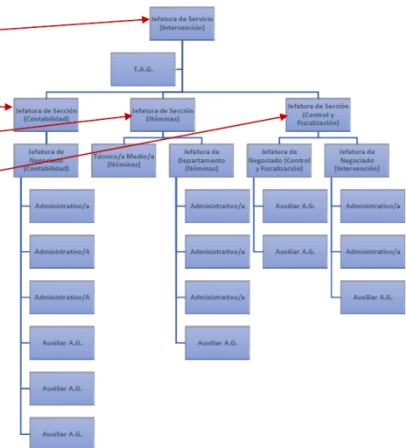 Jefatura de Servicio
(Intervención)
T.A.G.
Jefatura de Sección
(Contabilidad)
Jefatura de Sección
(Nóminas)
Jefatura de Sección
(Control y
Fiscalización)
Jefatura de
Negociado
(Contabilidad)
Técnico/a Medio/a
(Nóminas)
Jefatura de
Departamento
(Nóminas)
Jefatura de
Negociado (Control
y Fiscalización)
Jefatura de
Negociado
(Intervención)
Administrativo/a
Administrativo/a
Auxiliar A.G.
Administrativo/a
Administrativo/A
Administrativo/a
Auxiliar A.G.
Administrativo/a
Administrativo/A
Administrativo/a
Auxiliar A.G.
Auxiliar A.G.
Auxiliar A.G.
Auxiliar A.G.
Auxiliar A.G.